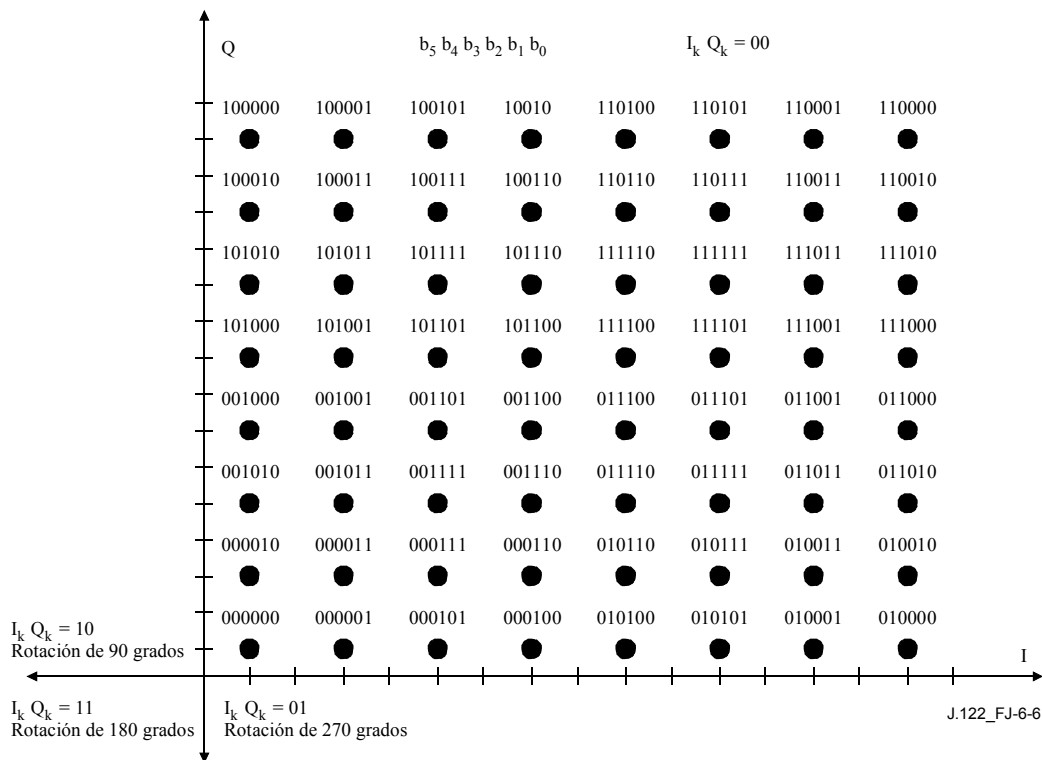 Q b₅ b₄ b₃ b₂ b₁ b₀ Iₖ Qₖ = 00
100000 100001 100101 10010 110100 110101 110001 110000
100010 100011 100111 100110 110110 110111 110011 110010
101010 101011 101111 101110 111110 111111 111011 111010
101000 101001 101101 101100 111100 111101 111001 111000
001000 001001 001101 001100 011100 011101 011001 011000
001010 001011 001111 001110 011110 011111 011011 011010
000010 000011 000111 000110 010110 010111 010011 010010
000000 000001 000101 000100 010100 010101 010001 010000
Iₖ Qₖ = 10
Rotación de 90 grados
I
Iₖ Qₖ = 11
Rotación de 180 grados
Iₖ Qₖ = 01
Rotación de 270 grados
J.122_FJ-6-6